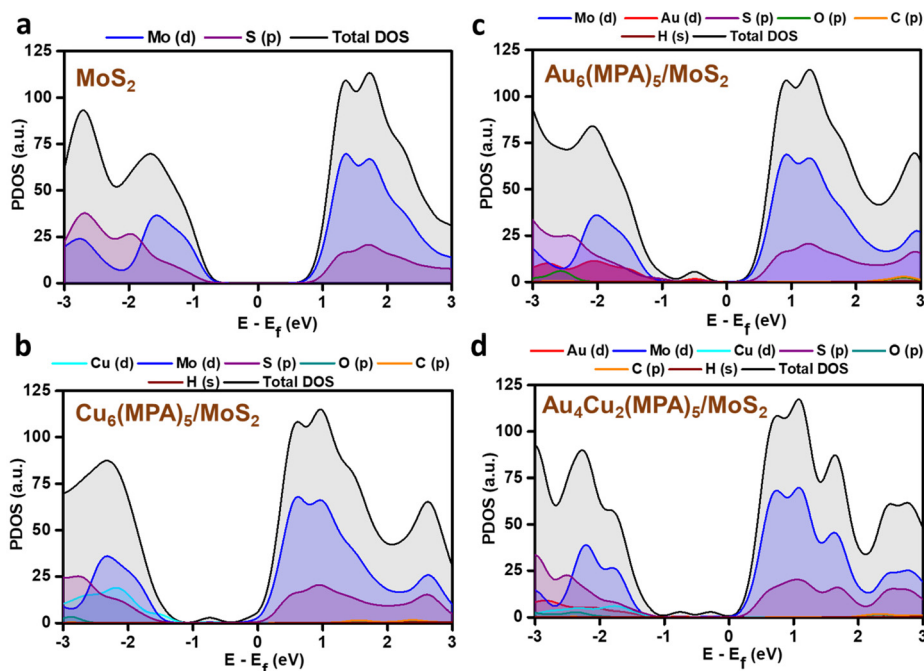 a
Mo (d) S (p) Total DOS
MoS₂
PDOS (a.u.)
125
100
75
50
25
0
-3 -2 -1 0 1 2 3
E - E_f (eV)
b
Cu (d) Mo (d) S (p) O (p) C (p)
H (s) Total DOS
Cu₆(MPA)₅/MoS₂
PDOS (a.u.)
125
100
75
50
25
0
-3 -2 -1 0 1 2 3
E - E_f (eV)
c
Mo (d) Au (d) S (p) O (p) C (p)
H (s) Total DOS
Au₆(MPA)₅/MoS₂
PDOS (a.u.)
125
100
75
50
25
0
-3 -2 -1 0 1 2 3
E - E_f (eV)
d
Au (d) Mo (d) Cu (d) S (p) O (p)
C (p) H (s) Total DOS
Au₄Cu₂(MPA)₅/MoS₂
PDOS (a.u.)
125
100
75
50
25
0
-3 -2 -1 0 1 2 3
E - E_f (eV)